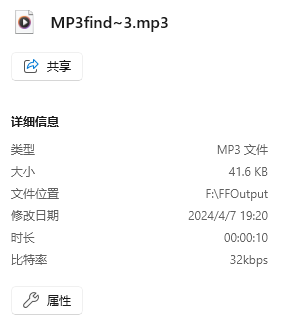 MP3find~3.mp3
共享
详细信息
类型 MP3 文件
大小 41.6 KB
文件位置 F:\FFOutput
修改日期 2024/4/7 19:20
时长 00:00:10
比特率 32kbps
属性